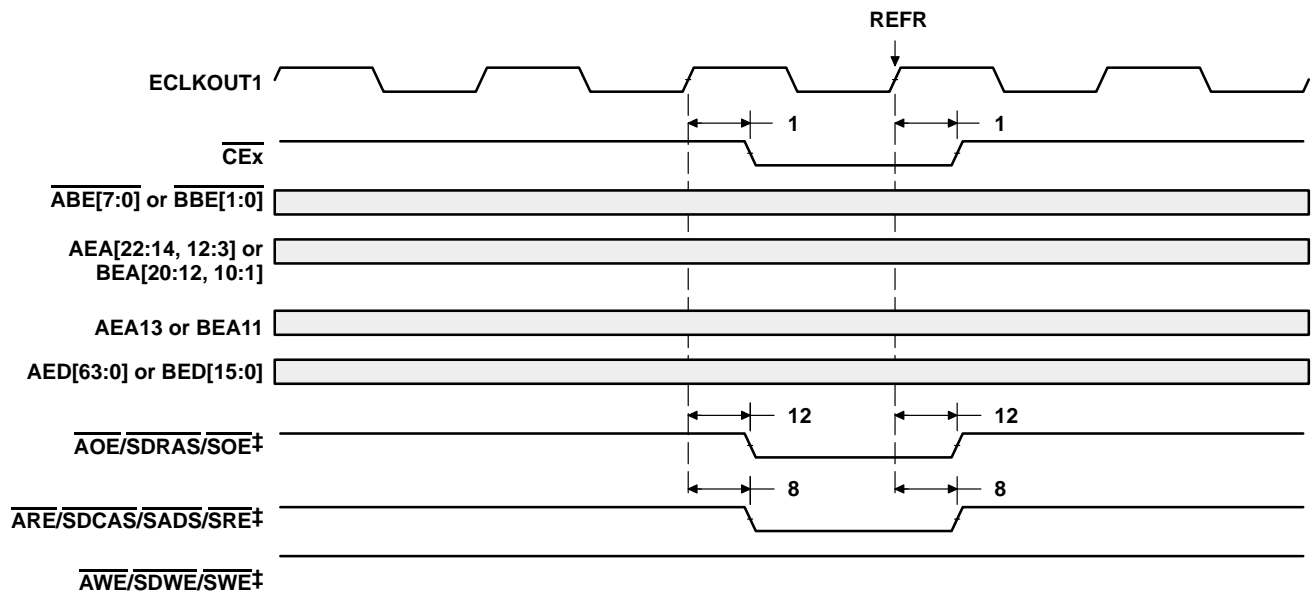 REFR
ECLKOUT1
1 1
CEx
ABE[7:0] or BBE[1:0]
AEA[22:14, 12:3] or
BEA[20:12, 10:1]
AEA13 or BEA11
AED[63:0] or BED[15:0]
12 12
AOE/SDRAS/SOE‡
8 8
ARE/SDCAS/SADS/SRE‡
AWE/SDWE/SWE‡